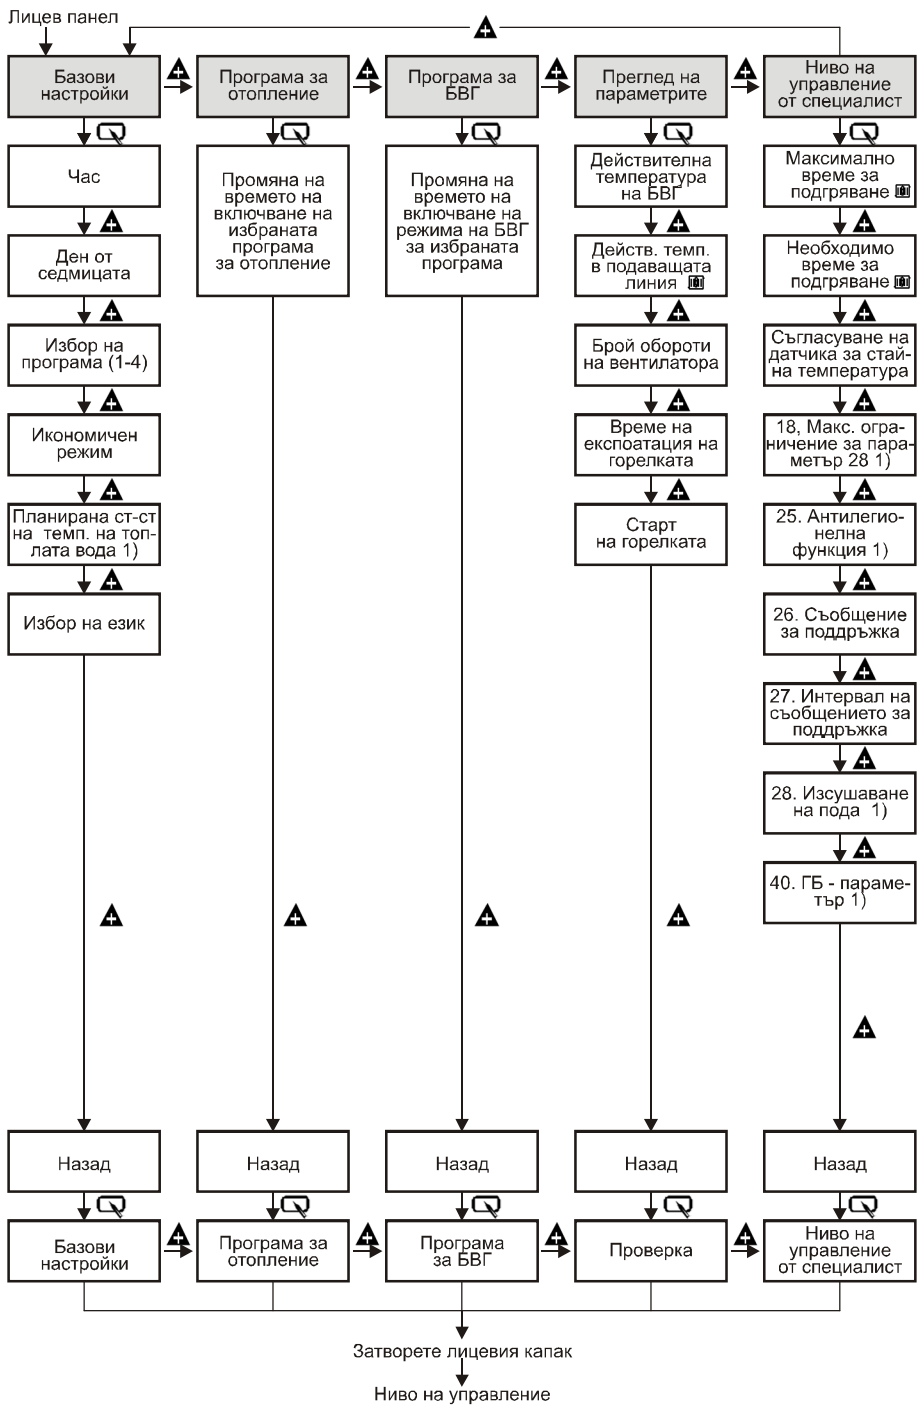 Лицев панел
Базови
настройки
Програма за
отопление
Програма за
БВГ
Преглед на
параметрите
Ниво на
управление
от специалист
Час
Ден от
седмицата
Избор на
програма (1-4)
Икономичен
режим
Планирана ст-ст
на темп. на топ-
лата вода 1)
Избор на език
Промяна на
времето на
включване на
избраната
програма
за отопление
Промяна на
времето на
включване на
режима на БВГ
за избраната
програма
Действителна
температура
на БВГ
Действ. темп.
в подаващата
линия
Брой обороти
на вентилатора
Време на
експоатация на
горелката
Старт
на горелката
Максимално
време за
подгряване
Необходимо
време за
подгряване
Съгласуване на
датчика за стай-
на температура
18, Макс. огра-
ничение за пара-
метър 28 1)
25. Антилегио-
нелна
функция 1)
26. Съобщение
за поддръжка
27. Интервал на
съобщението за
поддръжка
28. Изсушаване
на пода 1)
40. ГБ - параме-
тър 1)
Назад
Назад
Назад
Назад
Назад
Базови
настройки
Програма за
отопление
Програма
за БВГ
Проверка
Ниво на
управление
от специалист
Затворете лицевия капак
Ниво на управление